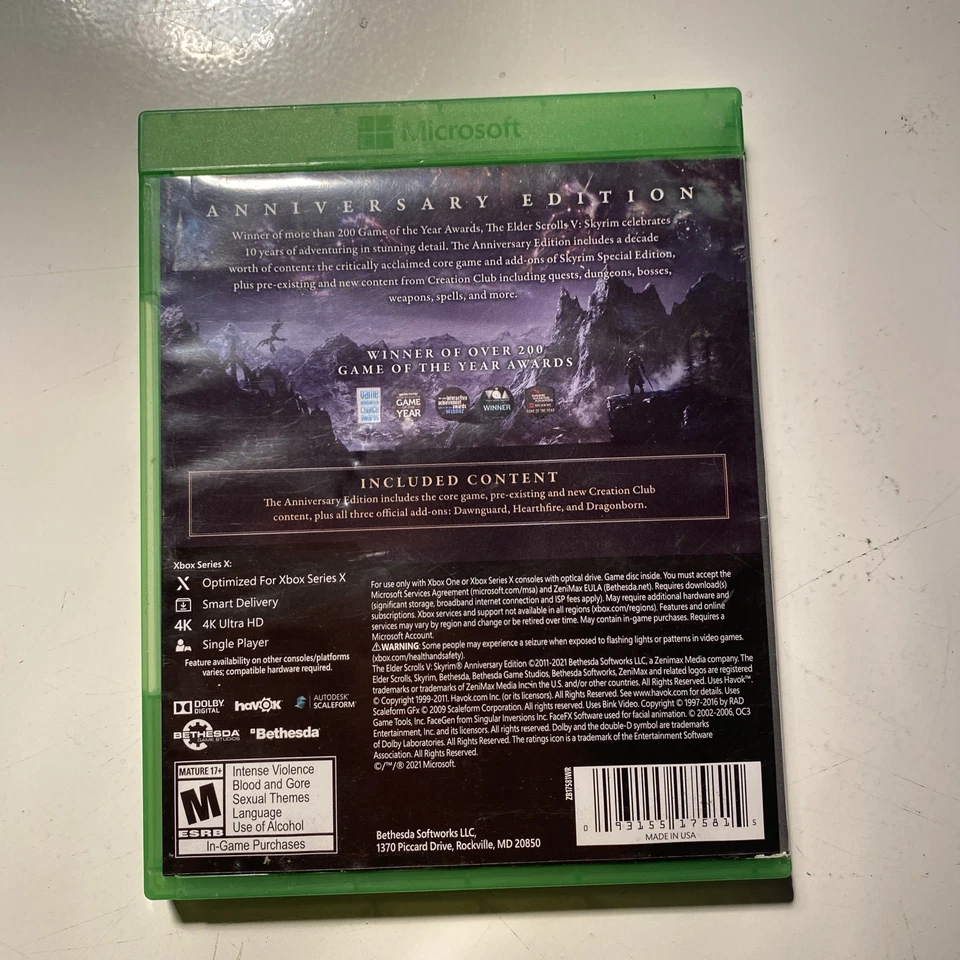 Microsoft
ANNIVERSARY EDITION
Winner of more than 200 Game of the Year Awards, The Elder Scrolls V: Skyrim celebrates
10 years of adventuring in stunning detail. The Anniversary Edition includes a decade
worth of content: the critically acclaimed core game and add-ons of Skyrim Special Edition,
plus pre-existing and new content from Creation Club including quests, dungeons, bosses,
weapons, spells, and more.
WINNER OF OVER 200
GAME OF THE YEAR AWARDS
GAME
YEAR
WINNER
INCLUDED CONTENT
The Anniversary Edition includes the core game, pre-existing and new Creation Club
content, plus all three official add-ons: Dawnguard, Hearthfire, and Dragonborn.
Xbox Series X:
X Optimized For Xbox Series X
Smart Delivery
4K 4K Ultra HD
Single Player
Feature availability on other consoles/platforms
varies; compatible hardware required.
DOLBY
DIGITAL
havok
AUTODESK
SCALEFORM
BETHESDA
GAME STUDIOS
Bethesda
For use only with Xbox One or Xbox Series X consoles with optical drive. Game disc inside. You must accept the
Microsoft Services Agreement (microsoft.com/msa) and ZeniMax EULA (Bethesda.net). Requires download(s)
(significant storage, broadband internet connection and ISP fees apply). May require additional hardware and
subscriptions. Xbox services and support not available in all regions (xbox.com/regions). Features and online
services may vary by region and change or be retired over time. May contain in-game purchases. Requires a
Microsoft Account.
⚠WARNING: Some people may experience a seizure when exposed to flashing lights or patterns in video games.
(xbox.com/healthandsafety).
The Elder Scrolls V: Skyrim® Anniversary Edition ©2011-2021 Bethesda Softworks LLC, a Zenimax Media company. The
Elder Scrolls, Skyrim, Bethesda, Bethesda Game Studios, Bethesda Softworks, ZeniMax and related logos are registered
trademarks or trademarks of ZeniMax Media Inc in the U.S. and/or other countries. All Rights Reserved. Uses Havok™.
© Copyright 1999-2011. Havok.com Inc. (or its licensors). All Rights Reserved. See www.havok.com for details. Uses
Scaleform GFx © 2009 Scaleform Corporation. All rights reserved. Uses Bink Video. Copyright © 1997-2016 by RAD
Game Tools, Inc. FaceGen from Singular Inversions Inc. FaceFX Software used for facial animation. © 2002-2006, OC3
Entertainment, Inc. and its licensors. All rights reserved. Dolby and the double-D symbol are trademarks
of Dolby Laboratories. All Rights Reserved. The ratings icon is a trademark of the Entertainment Software
Association. All Rights Reserved.
©/™/® 2021 Microsoft.
MATURE 17+
M
ESRB
Intense Violence
Blood and Gore
Sexual Themes
Language
Use of Alcohol
In-Game Purchases
Bethesda Softworks LLC,
1370 Piccard Drive, Rockville, MD 20850
ZB17581WR
0 93155 17581 5
MADE IN USA